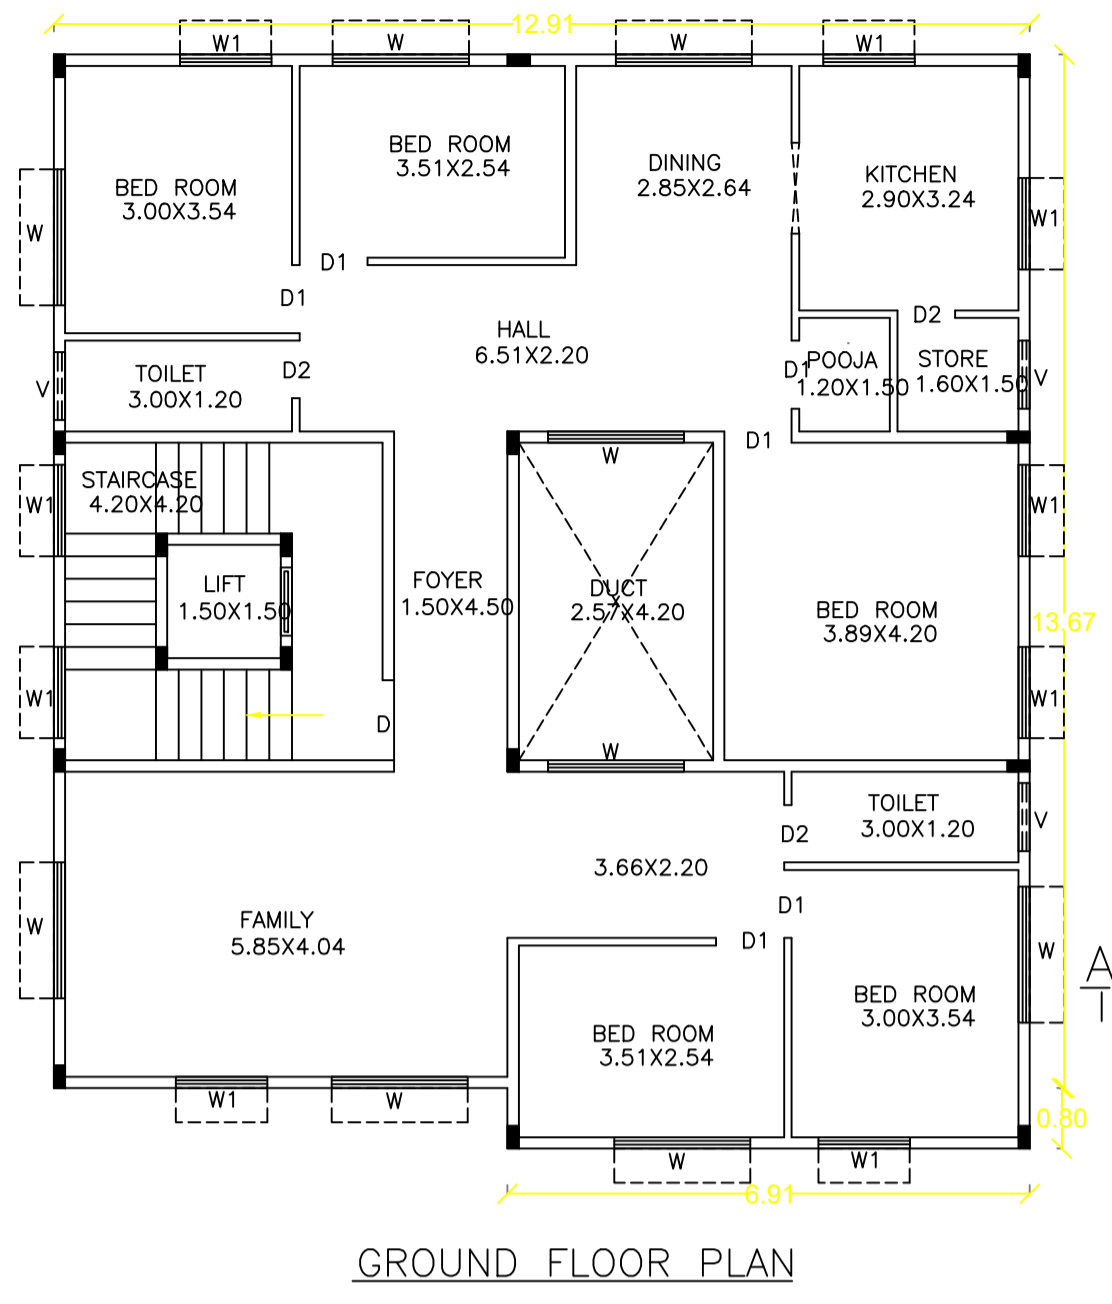 12.91
W1
W
W
W1
BED ROOM
3.51X2.54
DINING
2.85X2.64
KITCHEN
2.90X3.24
BED ROOM
3.00X3.54
W
W1
D1
D1
D2
HALL
6.51X2.20
TOILET
3.00X1.20
D2
V
D1
POOJA
1.20X1.50
STORE
1.60X1.50
V
D1
W
STAIRCASE
4.20X4.20
W1
W1
LIFT
1.50X1.50
FOYER
1.50X4.50
DUCT
2.57X4.20
BED ROOM
3.89X4.20
13.67
W1
W1
D
W
TOILET
3.00X1.20
V
D2
3.66X2.20
D1
FAMILY
5.85X4.04
W
D1
W
A
1
BED ROOM
3.00X3.54
BED ROOM
3.51X2.54
W1
W
0.80
W
W1
6.91
GROUND FLOOR PLAN